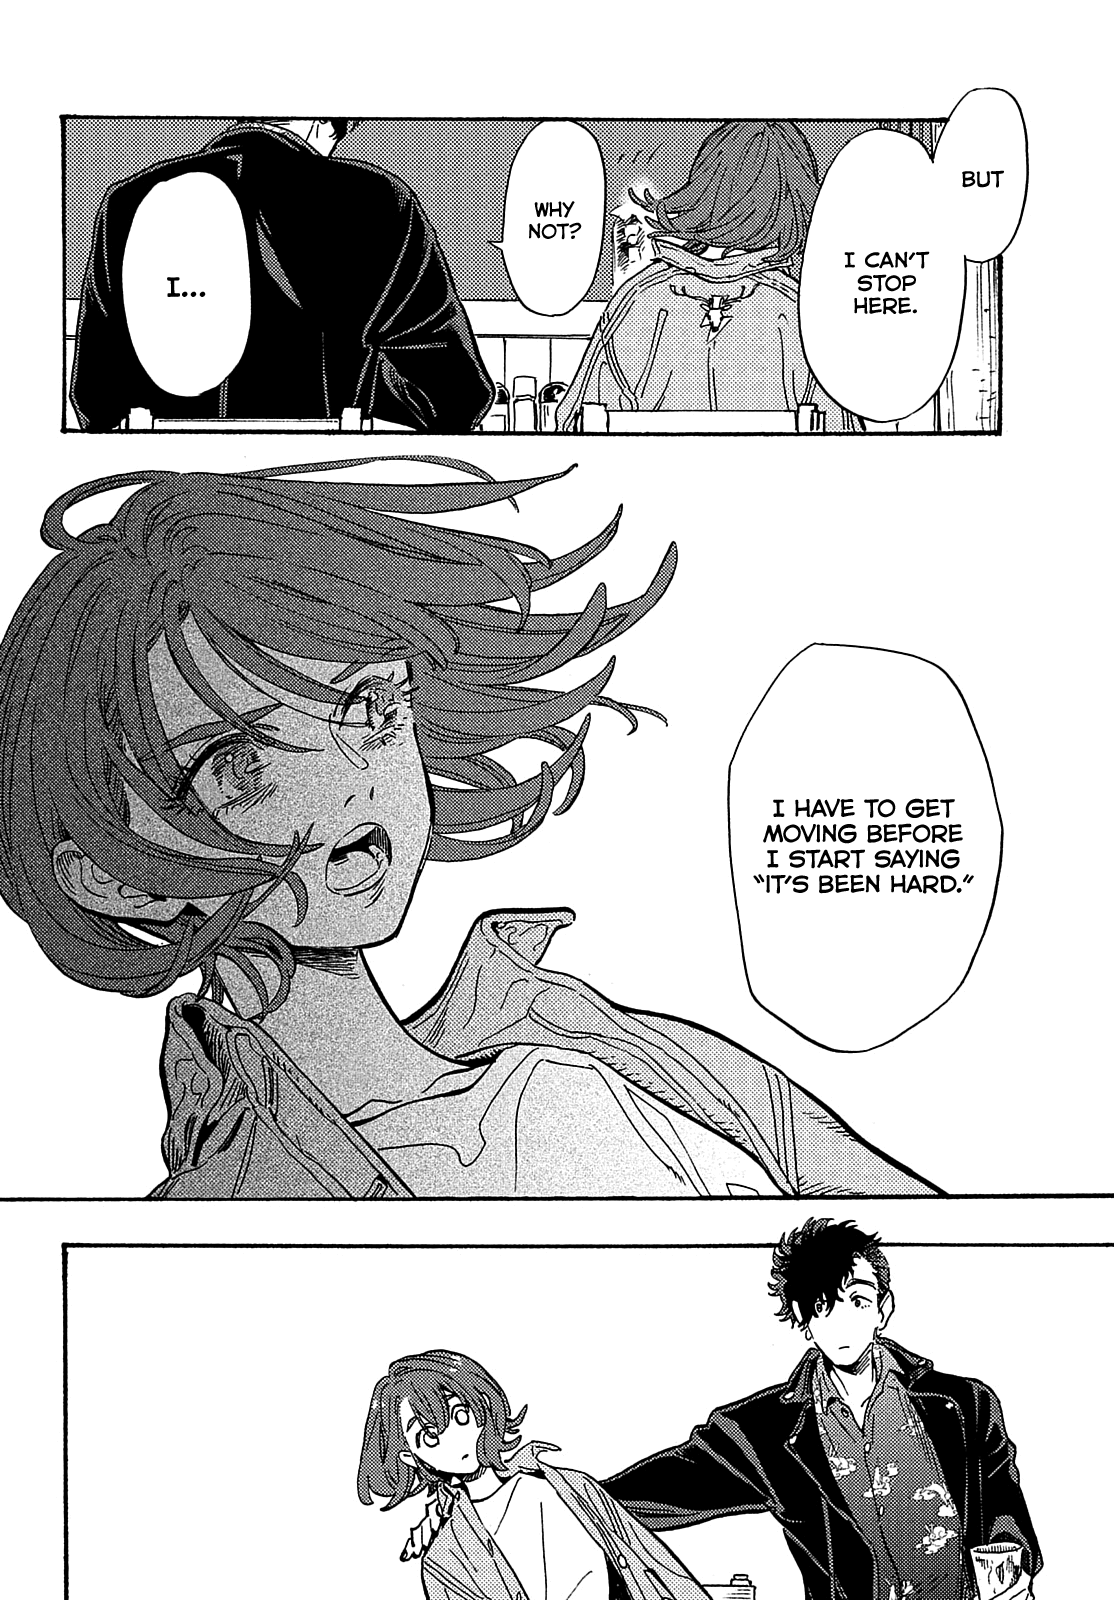 BUT
I CAN'T
STOP
HERE.
WHY
NOT?
I...
I HAVE TO GET
MOVING BEFORE
I START SAYING
"IT'S BEEN HARD."